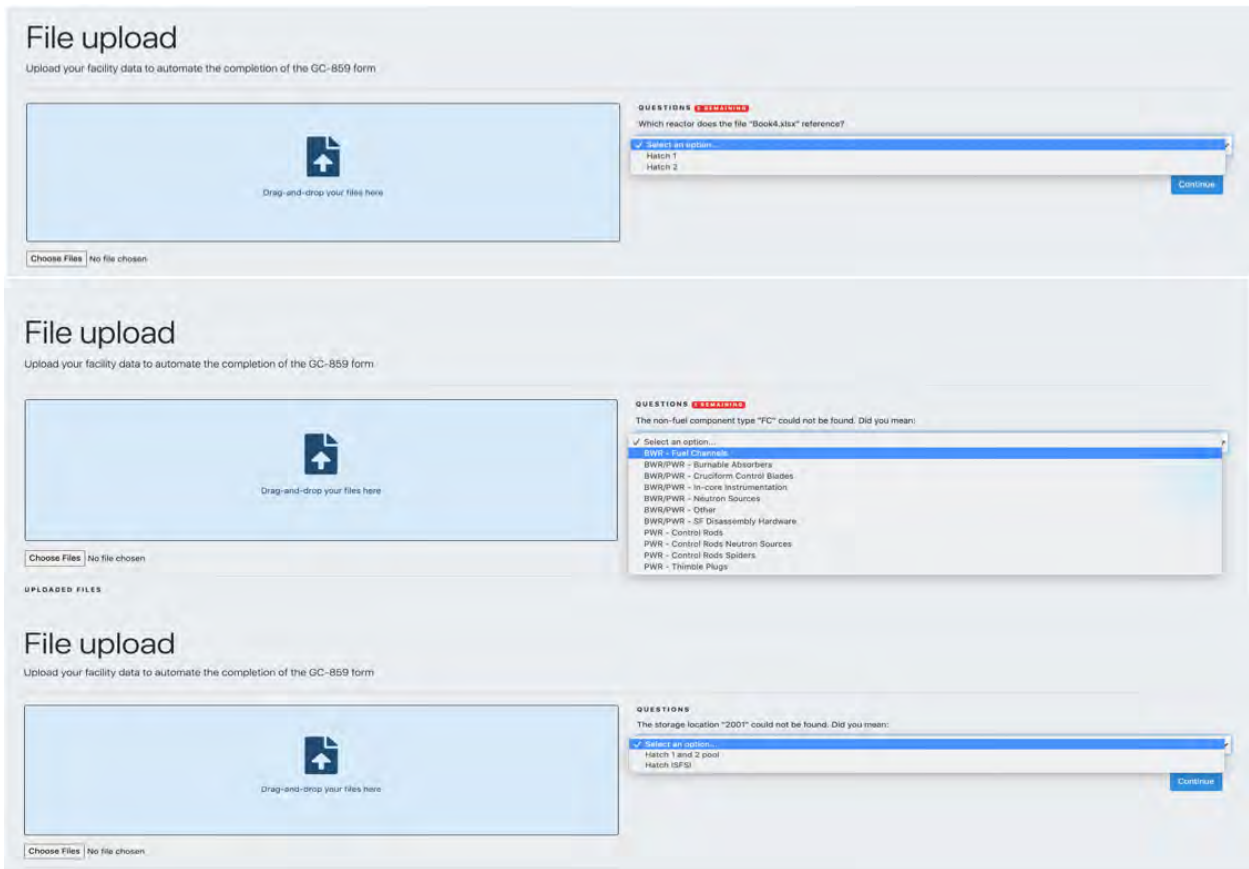 File upload
Upload your facility data to automate the completion of the GC-859 form
Drag-and-drop your files here
Choose Files No file chosen
QUESTIONS REMAINING
Which reactor does the file "Book4.xlsx" reference?
✓ Select an option...
Hatch 1
Hatch 2
Continue
File upload
Upload your facility data to automate the completion of the GC-859 form
Drag-and-drop your files here
Choose Files No file chosen
UPLOADED FILES
QUESTIONS REMAINING
The non-fuel component type "FC" could not be found. Did you mean:
✓ Select an option...
BWR - Fuel Channels
BWR/PWR - Burnable Absorbers
BWR/PWR - Cruciform Control Blades
BWR/PWR - In-core Instrumentation
BWR/PWR - Neutron Sources
BWR/PWR - Other
BWR/PWR - SF Disassembly Hardware
PWR - Control Rods
PWR - Control Rods Neutron Sources
PWR - Control Rods Spiders
PWR - Thimble Plugs
File upload
Upload your facility data to automate the completion of the GC-859 form
Drag-and-drop your files here
Choose Files No file chosen
QUESTIONS
The storage location "2001" could not be found. Did you mean:
✓ Select an option...
Hatch 1 and 2 pool
Hatch ISFSI
Continue